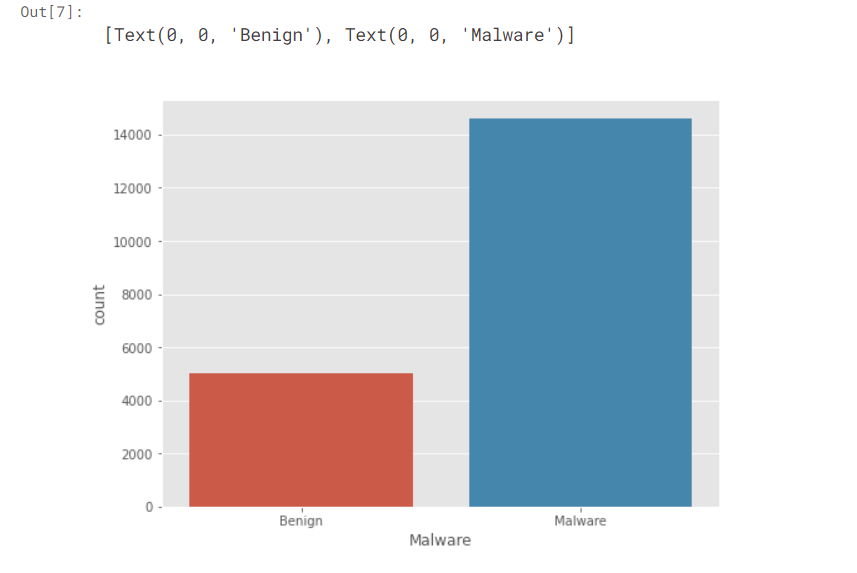 Out[7]:
[Text(0, 0, 'Benign'), Text(0, 0, 'Malware')]
14000
12000
10000
8000
6000
4000
2000
0
count
Benign
Malware
Malware